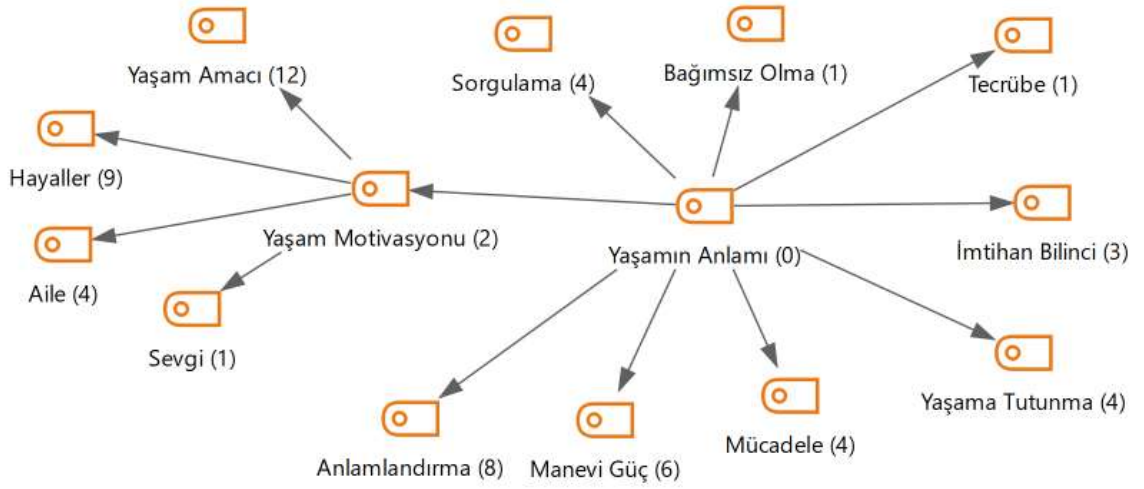 Yaşam Amacı (12)
Sorgulama (4)
Bağımsız Olma (1)
Tecrübe (1)
Hayaller (9)
Yaşam Motivasyonu (2)
Yaşamın Anlamı (0)
İmtihan Bilinci (3)
Aile (4)
Sevgi (1)
Yaşama Tutunma (4)
Anlamlandırma (8)
Manevi Güç (6)
Mücadele (4)